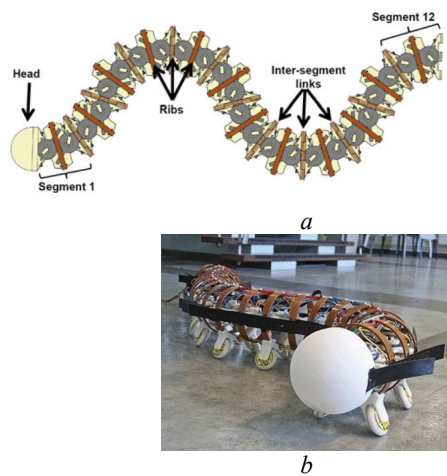 Segment 12
Head
Inter-segment
links
Ribs
Segment 1
a
b